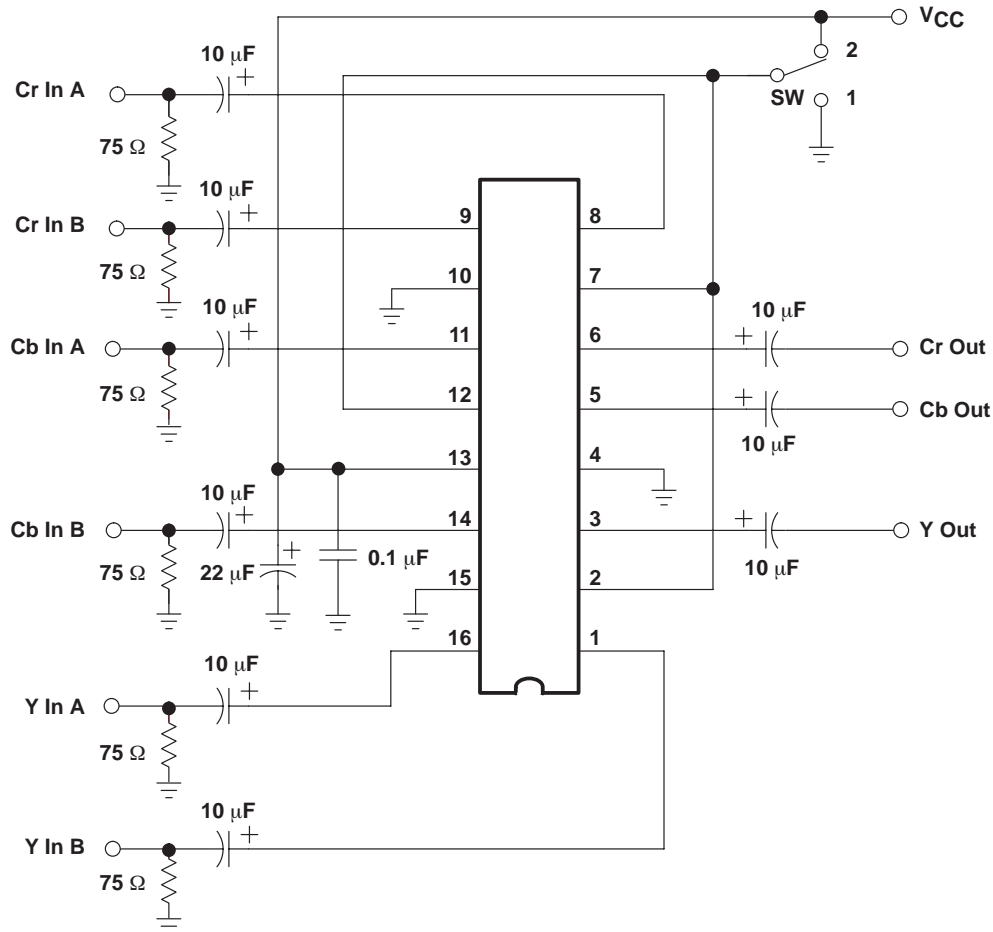 VCC
2
SW
1
10 μF
+
Cr In A
75 Ω
10 μF
+
Cr In B
9
8
75 Ω
10
7
10 μF
+
Cb In A
11
6
10 μF
+
Cr Out
75 Ω
12
5
+
Cb Out
10 μF
13
4
10 μF
+
Cb In B
14
3
+
Y Out
10 μF
75 Ω
22 μF
+
0.1 μF
15
2
16
1
10 μF
+
Y In A
75 Ω
10 μF
+
Y In B
75 Ω